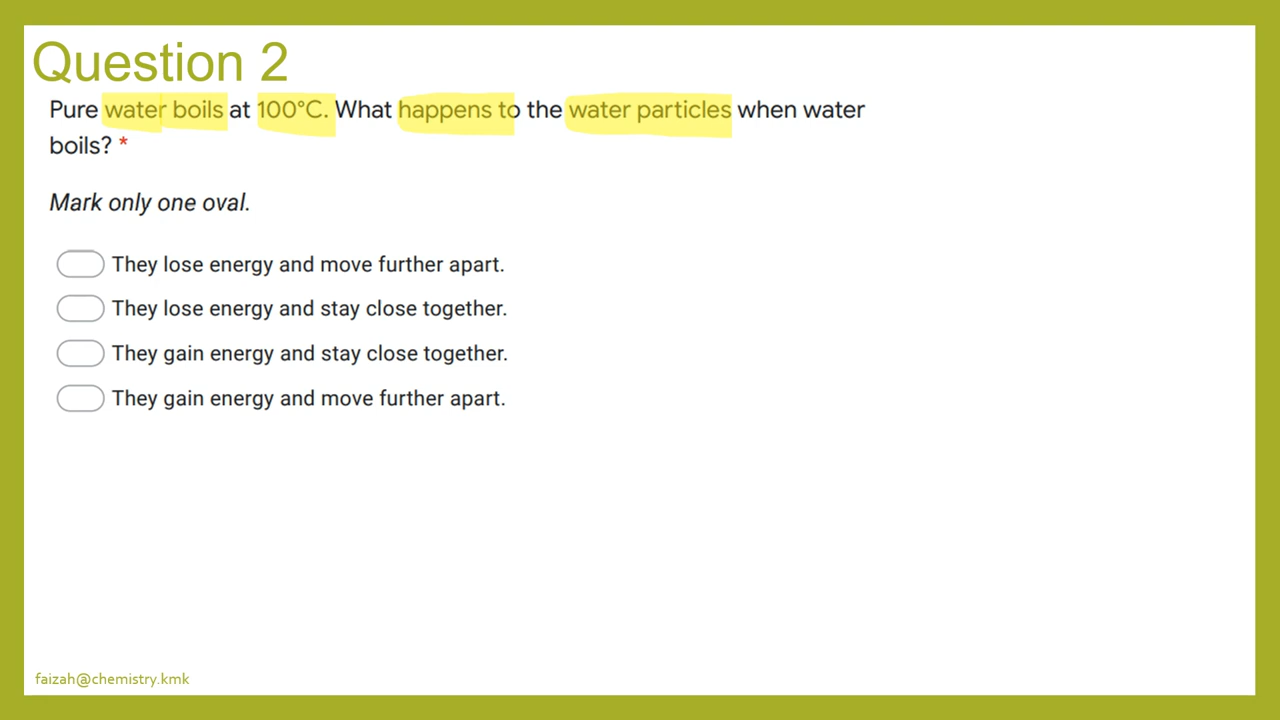 Question 2
Pure water boils at 100°C. What happens to the water particles when water
boils? *
Mark only one oval.
They lose energy and move further apart.
They lose energy and stay close together.
They gain energy and stay close together.
They gain energy and move further apart.
faizah@chemistry.kmk